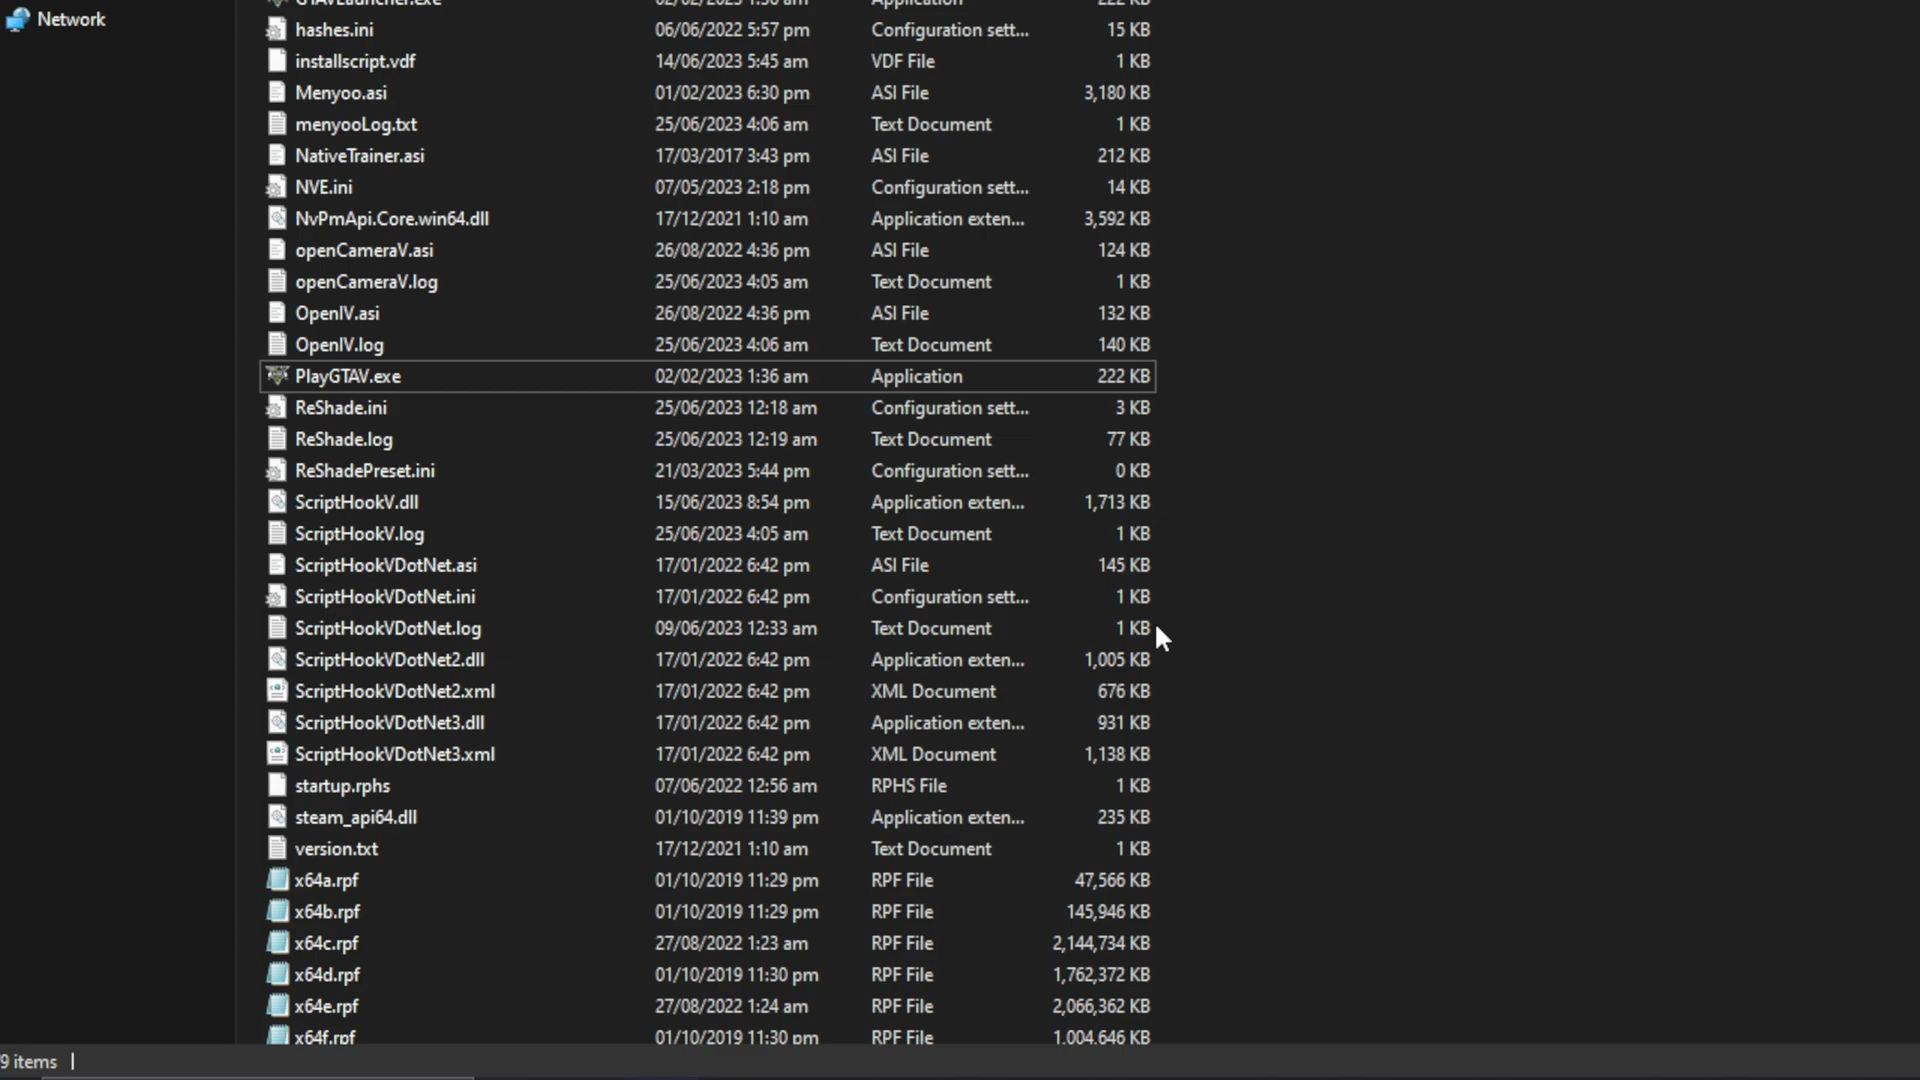 Network
GTAVLauncher.exe 02/02/2023 1:36 am Application 222 KB
hashes.ini 06/06/2022 5:57 pm Configuration sett... 15 KB
installscript.vdf 14/06/2023 5:45 am VDF File 1 KB
Menyoo.asi 01/02/2023 6:30 pm ASI File 3,180 KB
menyooLog.txt 25/06/2023 4:06 am Text Document 1 KB
NativeTrainer.asi 17/03/2017 3:43 pm ASI File 212 KB
NVE.ini 07/05/2023 2:18 pm Configuration sett... 14 KB
NvPmApi.Core.win64.dll 17/12/2021 1:10 am Application exten... 3,592 KB
openCameraV.asi 26/08/2022 4:36 pm ASI File 124 KB
openCameraV.log 25/06/2023 4:05 am Text Document 1 KB
OpenIV.asi 26/08/2022 4:36 pm ASI File 132 KB
OpenIV.log 25/06/2023 4:06 am Text Document 140 KB
PlayGTAV.exe 02/02/2023 1:36 am Application 222 KB
ReShade.ini 25/06/2023 12:18 am Configuration sett... 3 KB
ReShade.log 25/06/2023 12:19 am Text Document 77 KB
ReShadePreset.ini 21/03/2023 5:44 pm Configuration sett... 0 KB
ScriptHookV.dll 15/06/2023 8:54 pm Application exten... 1,713 KB
ScriptHookV.log 25/06/2023 4:05 am Text Document 1 KB
ScriptHookVDotNet.asi 17/01/2022 6:42 pm ASI File 145 KB
ScriptHookVDotNet.ini 17/01/2022 6:42 pm Configuration sett... 1 KB
ScriptHookVDotNet.log 09/06/2023 12:33 am Text Document 1 KB
ScriptHookVDotNet2.dll 17/01/2022 6:42 pm Application exten... 1,005 KB
ScriptHookVDotNet2.xml 17/01/2022 6:42 pm XML Document 676 KB
ScriptHookVDotNet3.dll 17/01/2022 6:42 pm Application exten... 931 KB
ScriptHookVDotNet3.xml 17/01/2022 6:42 pm XML Document 1,138 KB
startup.rphs 07/06/2022 12:56 am RPHS File 1 KB
steam_api64.dll 01/10/2019 11:39 pm Application exten... 235 KB
version.txt 17/12/2021 1:10 am Text Document 1 KB
x64a.rpf 01/10/2019 11:29 pm RPF File 47,566 KB
x64b.rpf 01/10/2019 11:29 pm RPF File 145,946 KB
x64c.rpf 27/08/2022 1:23 am RPF File 2,144,734 KB
x64d.rpf 01/10/2019 11:30 pm RPF File 1,762,372 KB
x64e.rpf 27/08/2022 1:24 am RPF File 2,066,362 KB
x64f.rpf 01/10/2019 11:30 pm RPF File 1,004,646 KB
9 items